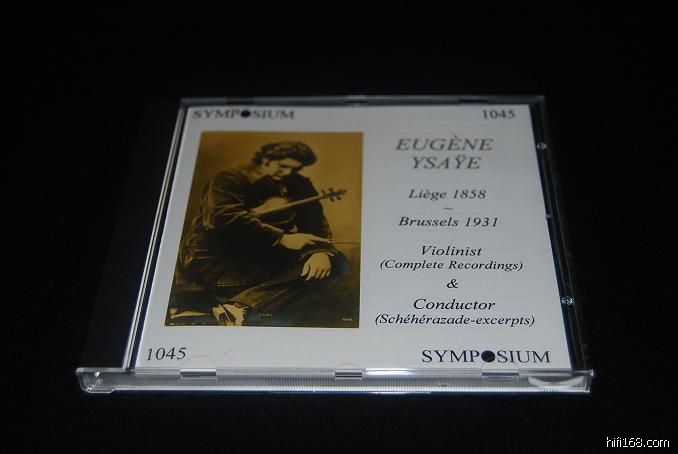 SYMPOSIUM 1045
EUGÈNE
YSAŸE
Liège 1858
~
Brussels 1931
Violinist
(Complete Recordings)
&
Conductor
(Schéhérazade-excerpts)
1045 SYMPOSIUM
hifi168.com